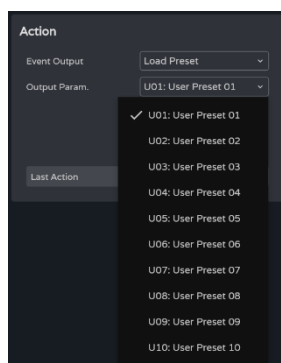 Action
Event Output Load Preset
Output Param. U01: User Preset 01
U01: User Preset 01
U02: User Preset 02
U03: User Preset 03
U04: User Preset 04
Last Action
U05: User Preset 05
U06: User Preset 06
U07: User Preset 07
U08: User Preset 08
U09: User Preset 09
U10: User Preset 10